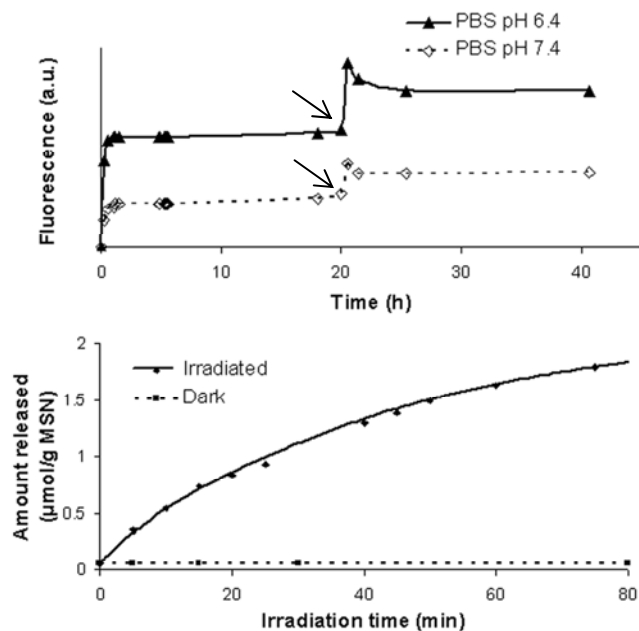 PBS pH 6.4
PBS pH 7.4
Fluorescence (a.u.)
0 10 20 30 40
Time (h)
2
1.5
1
0.5
0
Irradiated
Dark
Amount released
(μmol/g MSN)
0 20 40 60 80
Irradiation time (min)